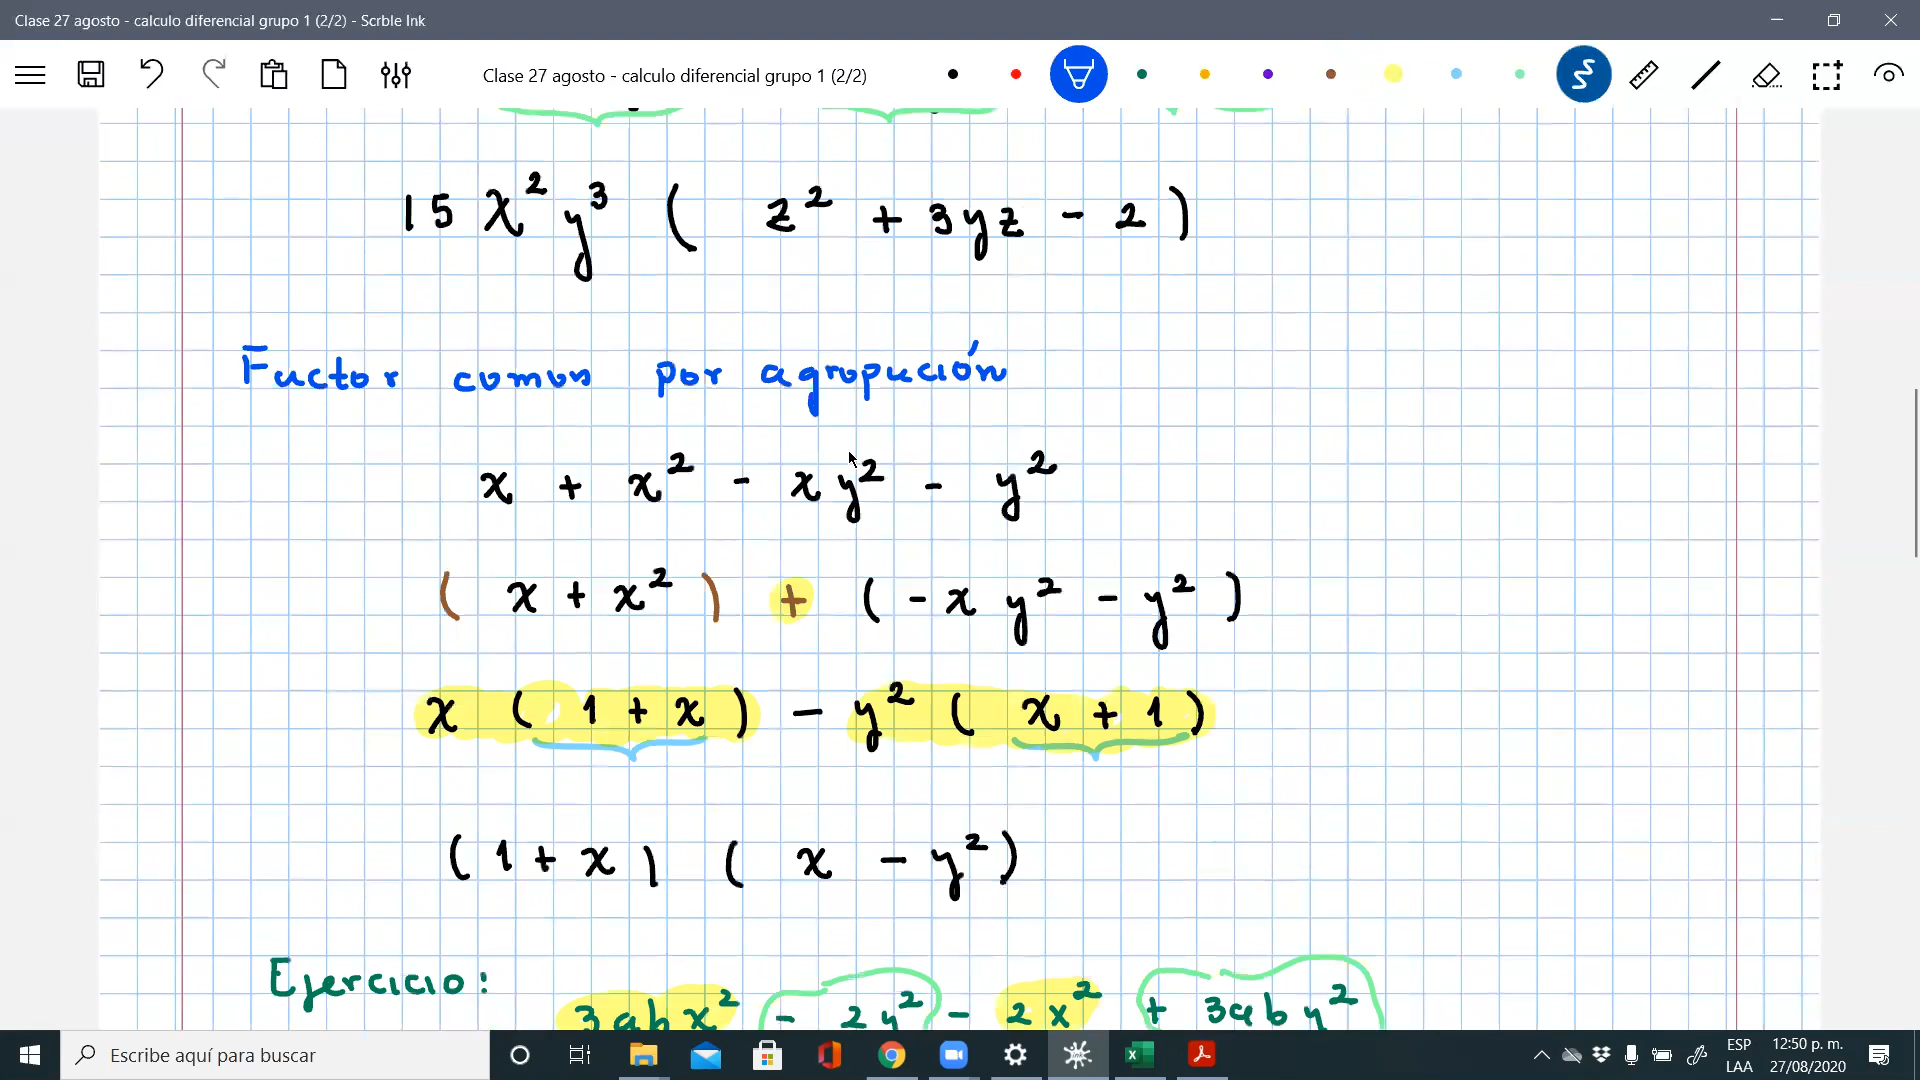 Clase 27 agosto - calculo diferencial grupo 1 (2/2) - Scrble Ink
Clase 27 agosto - calculo diferencial grupo 1 (2/2)
15 x² y³ ( z² + 3yz - 2 )
Factor comun por agrupución
x + x² - xy² - y²
( x + x² ) + ( - x y² - y² )
x ( 1 + x ) - y² ( x + 1 )
( 1 + x ) ( x - y² )
Ejercicio:
3abx² - 2y² - 2x² + 3aby²
Escribe aquí para buscar
ESP
LAA
12:50 p. m.
27/08/2020